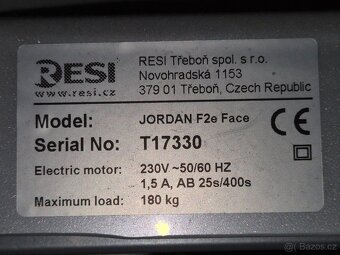 RESI
www.resi.cz
RESI Třeboň spol. s r.o.
Novohradská 1153
379 01 Třeboň, Czech Republic
Model: JORDAN F2e Face
Serial No: T17330
CE
Electric motor: 230V ~50/60 HZ
1,5 A, AB 25s/400s
Maximum load: 180 kg
Bazos.cz